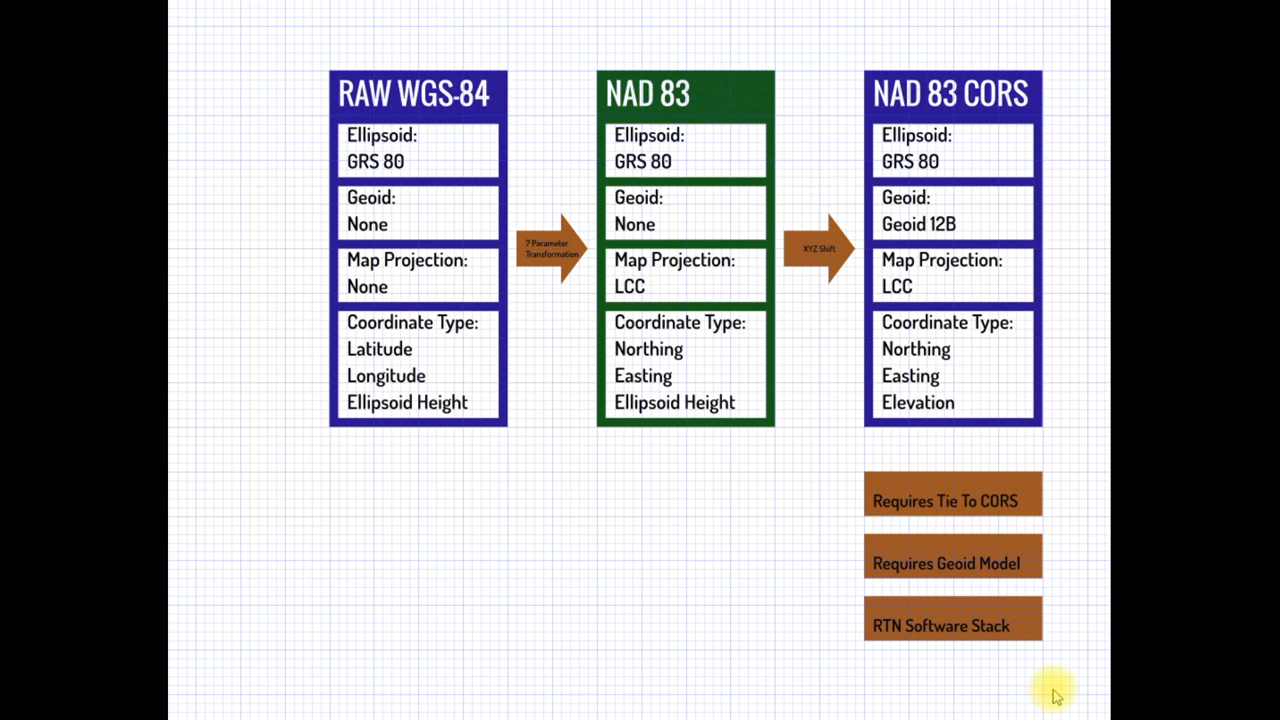 RAW WGS-84
Ellipsoid:
GRS 80
Geoid:
None
Map Projection:
None
Coordinate Type:
Latitude
Longitude
Ellipsoid Height
7 Parameter
Transformation
NAD 83
Ellipsoid:
GRS 80
Geoid:
None
Map Projection:
LCC
Coordinate Type:
Northing
Easting
Ellipsoid Height
XYZ Shift
NAD 83 CORS
Ellipsoid:
GRS 80
Geoid:
Geoid 12B
Map Projection:
LCC
Coordinate Type:
Northing
Easting
Elevation
Requires Tie To CORS
Requires Geoid Model
RTN Software Stack